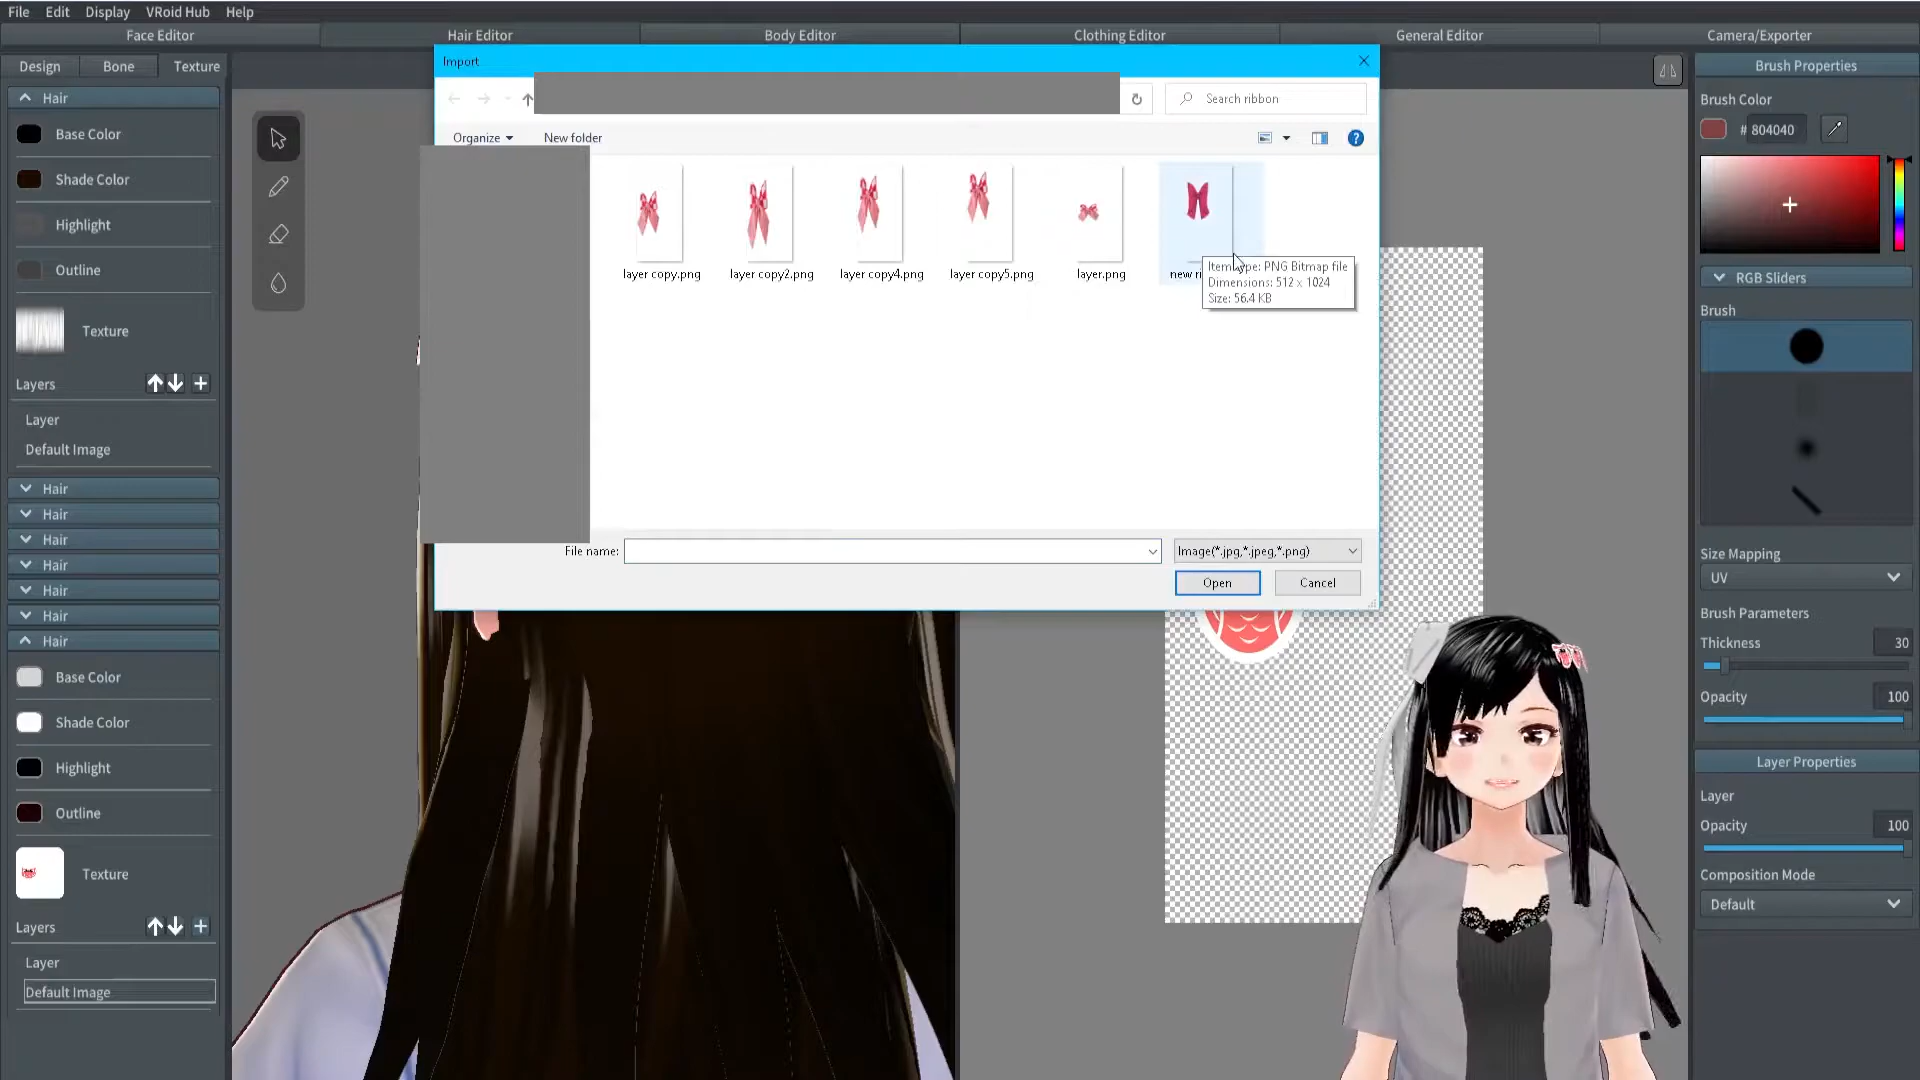 File Edit Display VRoid Hub Help
Face Editor Hair Editor Body Editor Clothing Editor General Editor Camera/Exporter
Design Bone Texture
Hair
Base Color
Shade Color
Highlight
Outline
Texture
Layers
Layer
Default Image
Hair
Hair
Hair
Hair
Hair
Hair
Hair
Base Color
Shade Color
Highlight
Outline
Texture
Layers
Layer
Default Image
Import
Search ribbon
Organize New folder
layer copy.png layer copy2.png layer copy4.png layer copy5.png layer.png new
Item type: PNG Bitmap file
Dimensions: 512 x 1024
Size: 56.4 KB
File name: Image(*.jpg,*.jpeg,*.png)
Open Cancel
Brush Properties
Brush Color
# 804040
RGB Sliders
Brush
Size Mapping
UV
Brush Parameters
Thickness 30
Opacity 100
Layer Properties
Layer
Opacity 100
Composition Mode
Default